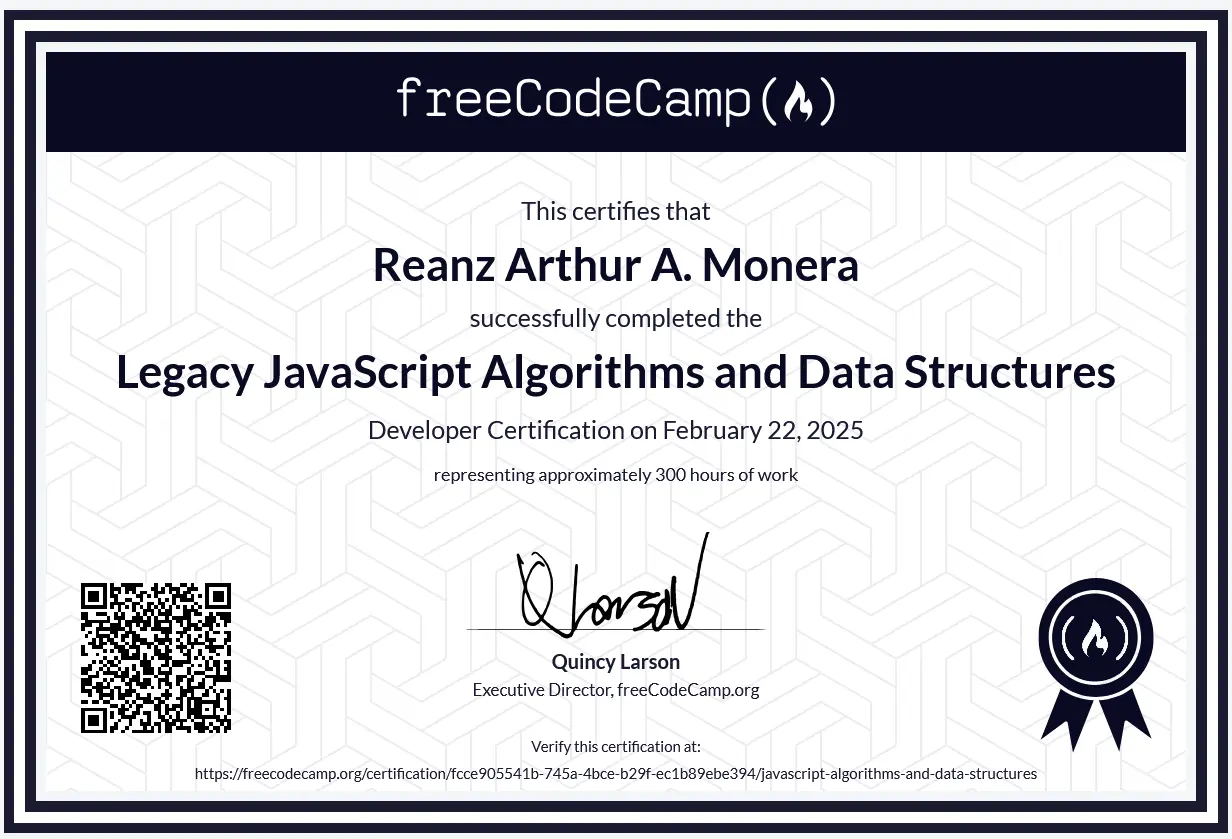 freeCodeCamp(🔥)
This certifies that
Reanz Arthur A. Monera
successfully completed the
Legacy JavaScript Algorithms and Data Structures
Developer Certification on February 22, 2025
representing approximately 300 hours of work
QLarson
Quincy Larson
Executive Director, freeCodeCamp.org
Verify this certification at:
https://freecodecamp.org/certification/fcce905541b-745a-4bce-b29f-ec1b89ebe394/javascript-algorithms-and-data-structures